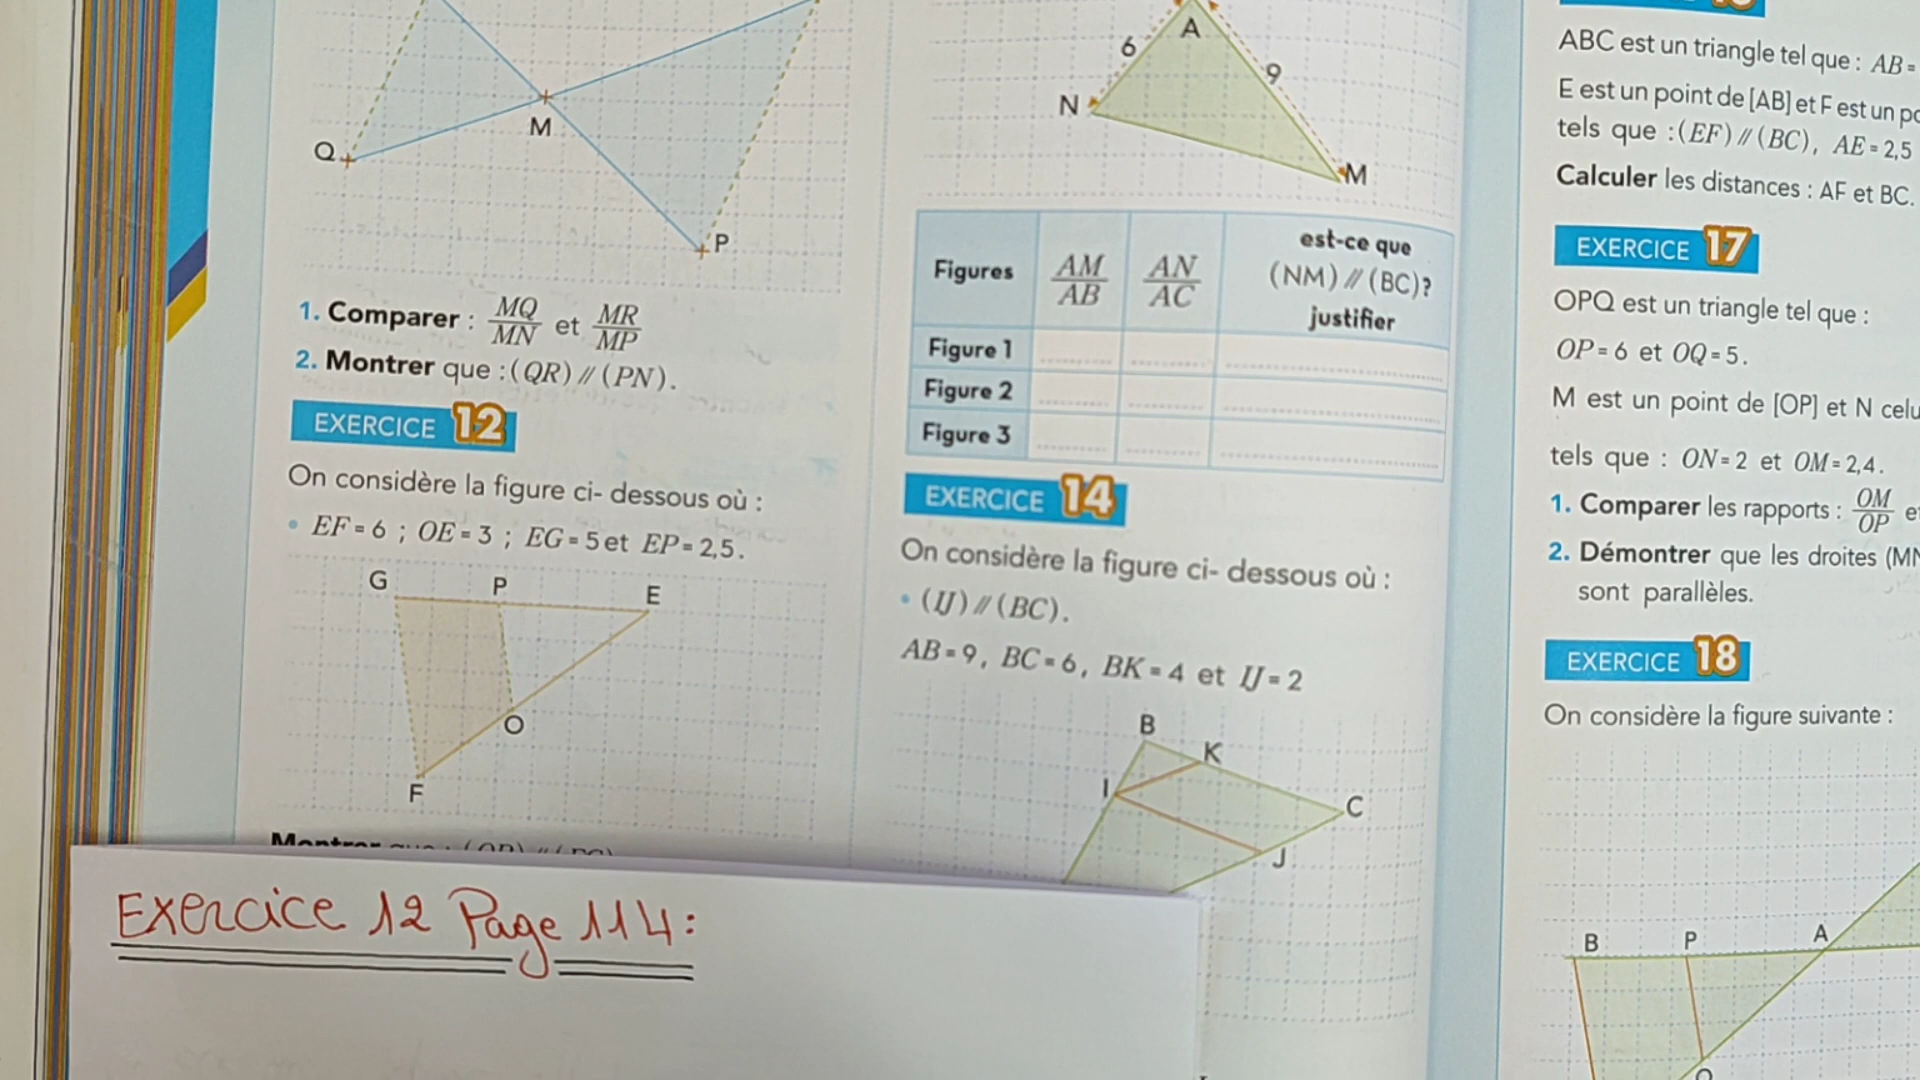 Q
M
P
1. Comparer : MQ/MN et MR/MP
2. Montrer que : (QR) // (PN).
EXERCICE 12
On considère la figure ci- dessous où :
• EF = 6 ; OE = 3 ; EG = 5 et EP = 2,5.
G
P
E
O
F
A
6
9
N
M
Figures AM/AB AN/AC est-ce que
(NM) // (BC)?
justifier
Figure 1
Figure 2
Figure 3
EXERCICE 14
On considère la figure ci- dessous où :
• (IJ) // (BC).
AB = 9, BC = 6, BK = 4 et IJ = 2
B
K
I
C
J
ABC est un triangle tel que : AB =
E est un point de [AB] et F est un
tels que : (EF) // (BC), AE = 2,5
Calculer les distances : AF et BC.
EXERCICE 17
OPQ est un triangle tel que :
OP = 6 et OQ = 5.
M est un point de [OP] et N
tels que : ON = 2 et OM = 2,4.
1. Comparer les rapports : OM/OP
2. Démontrer que les droites
sont parallèles.
EXERCICE 18
On considère la figure suivante :
B
P
A
Exercice 12 Page 114: